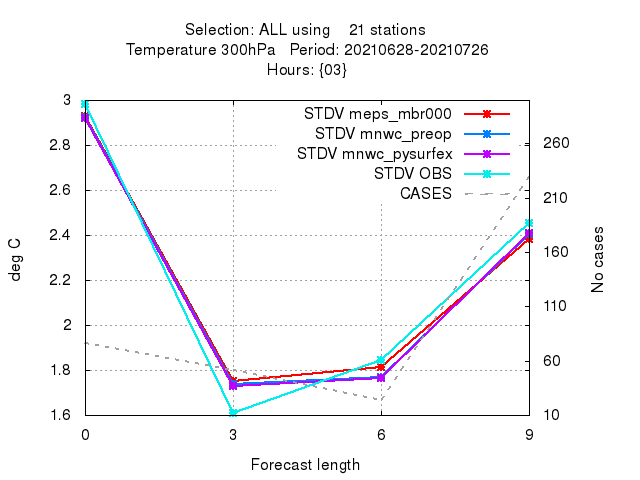 Selection: ALL using    21 stations
Temperature 300hPa   Period: 20210628-20210726
Hours: {03}
STDV meps_mbr000
STDV mnwc_preop
STDV mnwc_pysurfex
STDV OBS
CASES
deg C
3
2.8
2.6
2.4
2.2
2
1.8
1.6
260
210
160
110
60
10
No cases
0 3 6 9
Forecast length